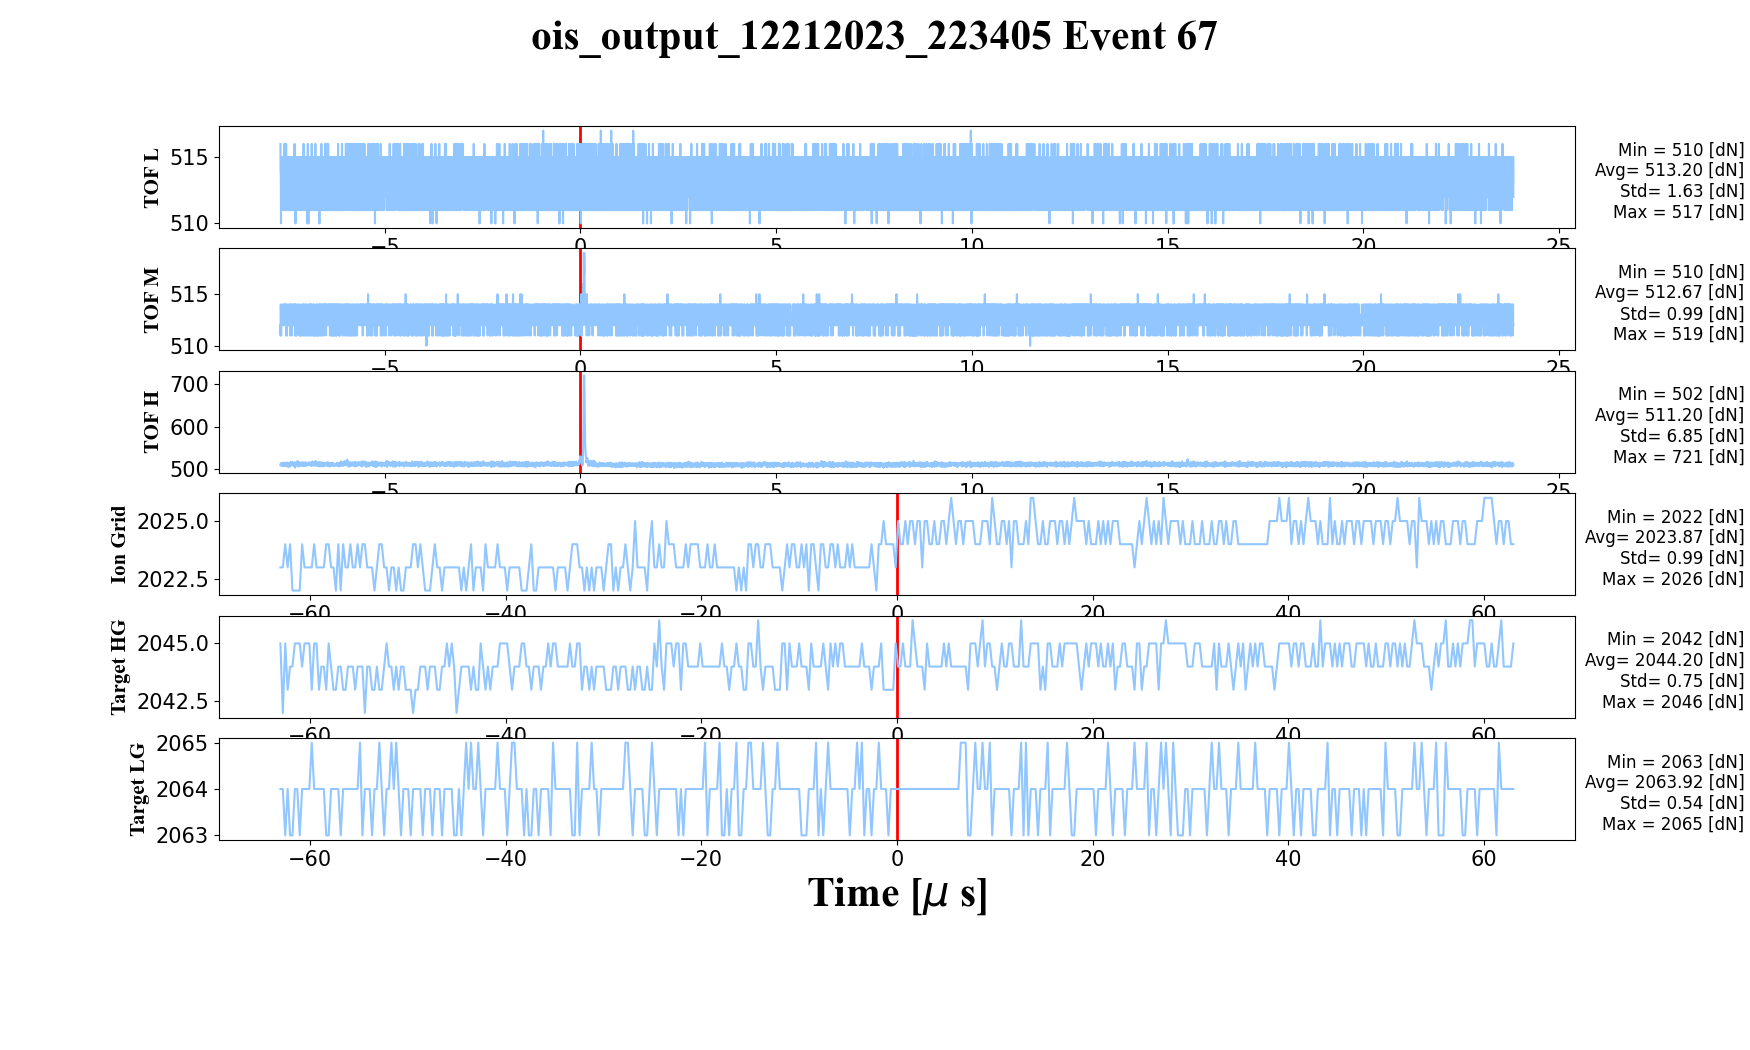 ois_output_12212023_223405 Event 67
TOF L
515
510
−5
0
5
10
15
20
25
Min = 510 [dN]
Avg= 513.20 [dN]
Std= 1.63 [dN]
Max = 517 [dN]
TOF M
515
510
−5
0
5
10
15
20
25
Min = 510 [dN]
Avg= 512.67 [dN]
Std= 0.99 [dN]
Max = 519 [dN]
TOF H
700
600
500
−5
0
5
10
15
20
25
Min = 502 [dN]
Avg= 511.20 [dN]
Std= 6.85 [dN]
Max = 721 [dN]
Ion Grid
2025.0
2022.5
−60
−40
−20
0
20
40
60
Min = 2022 [dN]
Avg= 2023.87 [dN]
Std= 0.99 [dN]
Max = 2026 [dN]
Target HG
2045.0
2042.5
−60
−40
−20
0
20
40
60
Min = 2042 [dN]
Avg= 2044.20 [dN]
Std= 0.75 [dN]
Max = 2046 [dN]
Target LG
2065
2064
2063
−60
−40
−20
0
20
40
60
Min = 2063 [dN]
Avg= 2063.92 [dN]
Std= 0.54 [dN]
Max = 2065 [dN]
Time [μ s]